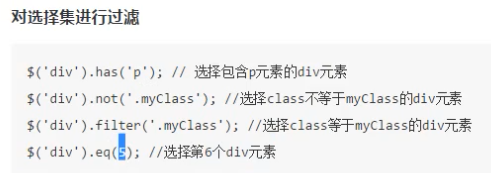 对选择集进行过滤
$('div').has('p'); // 选择包含p元素的div元素
$('div').not('.myClass'); //选择class不等于myClass的div元素
$('div').filter('.myClass'); //选择class等于myClass的div元素
$('div').eq(5); //选择第6个div元素